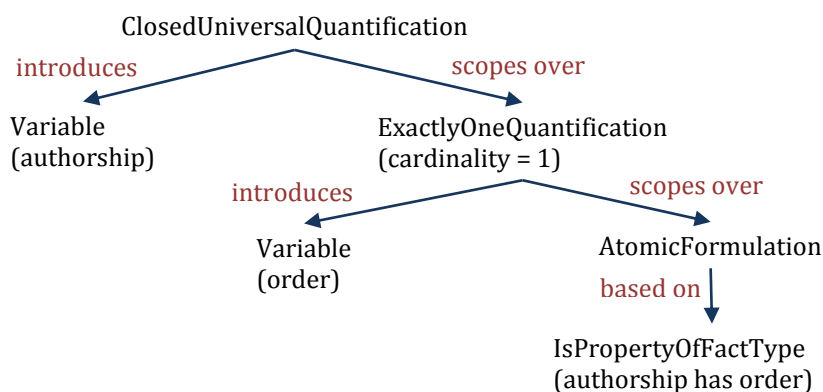 ClosedUniversalQuantification
introduces
scopes over
Variable
(authorship)
ExactlyOneQuantification
(cardinality = 1)
introduces
scopes over
Variable
(order)
AtomicFormulation
based on
IsPropertyOfFactType
(authorship has order)